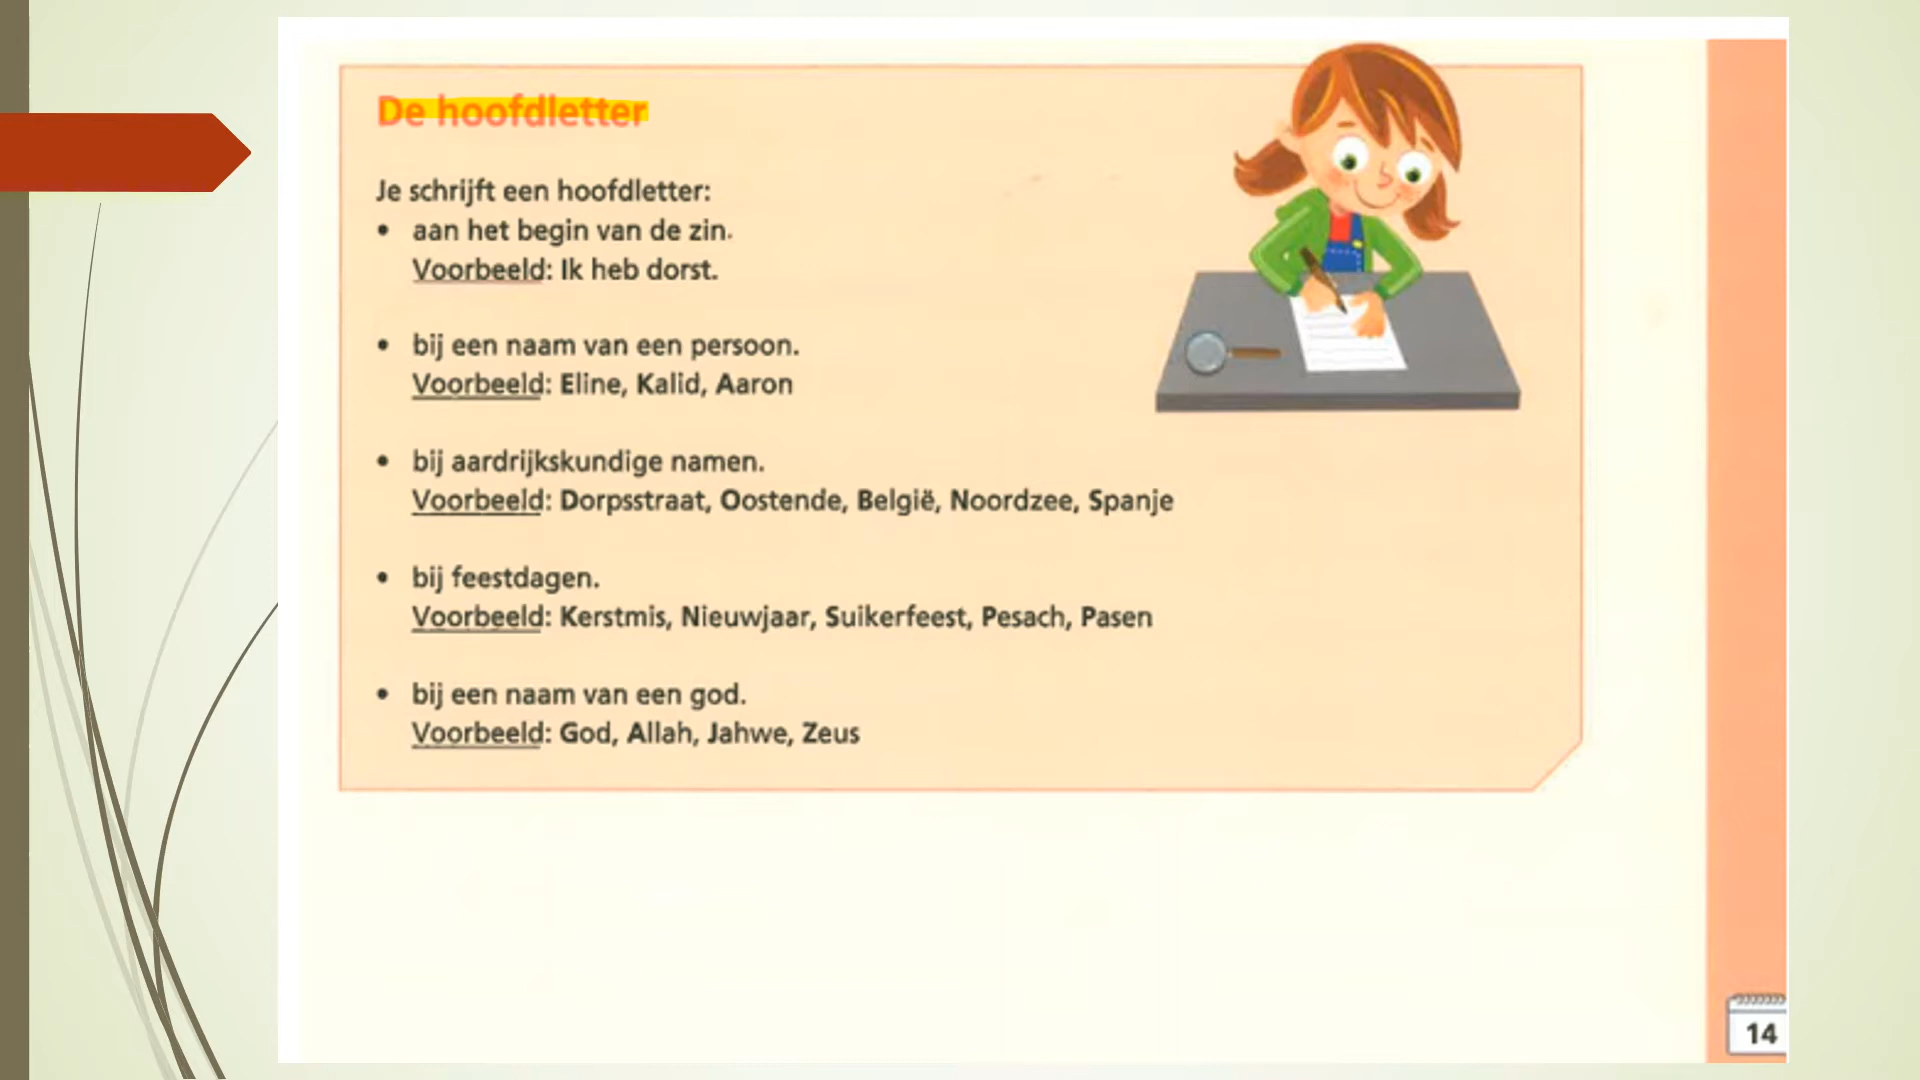 De hoofdletter
Je schrijft een hoofdletter:
• aan het begin van de zin.
Voorbeeld: Ik heb dorst.
• bij een naam van een persoon.
Voorbeeld: Eline, Kalid, Aaron
• bij aardrijkskundige namen.
Voorbeeld: Dorpsstraat, Oostende, België, Noordzee, Spanje
• bij feestdagen.
Voorbeeld: Kerstmis, Nieuwjaar, Suikerfeest, Pesach, Pasen
• bij een naam van een god.
Voorbeeld: God, Allah, Jahwe, Zeus
14